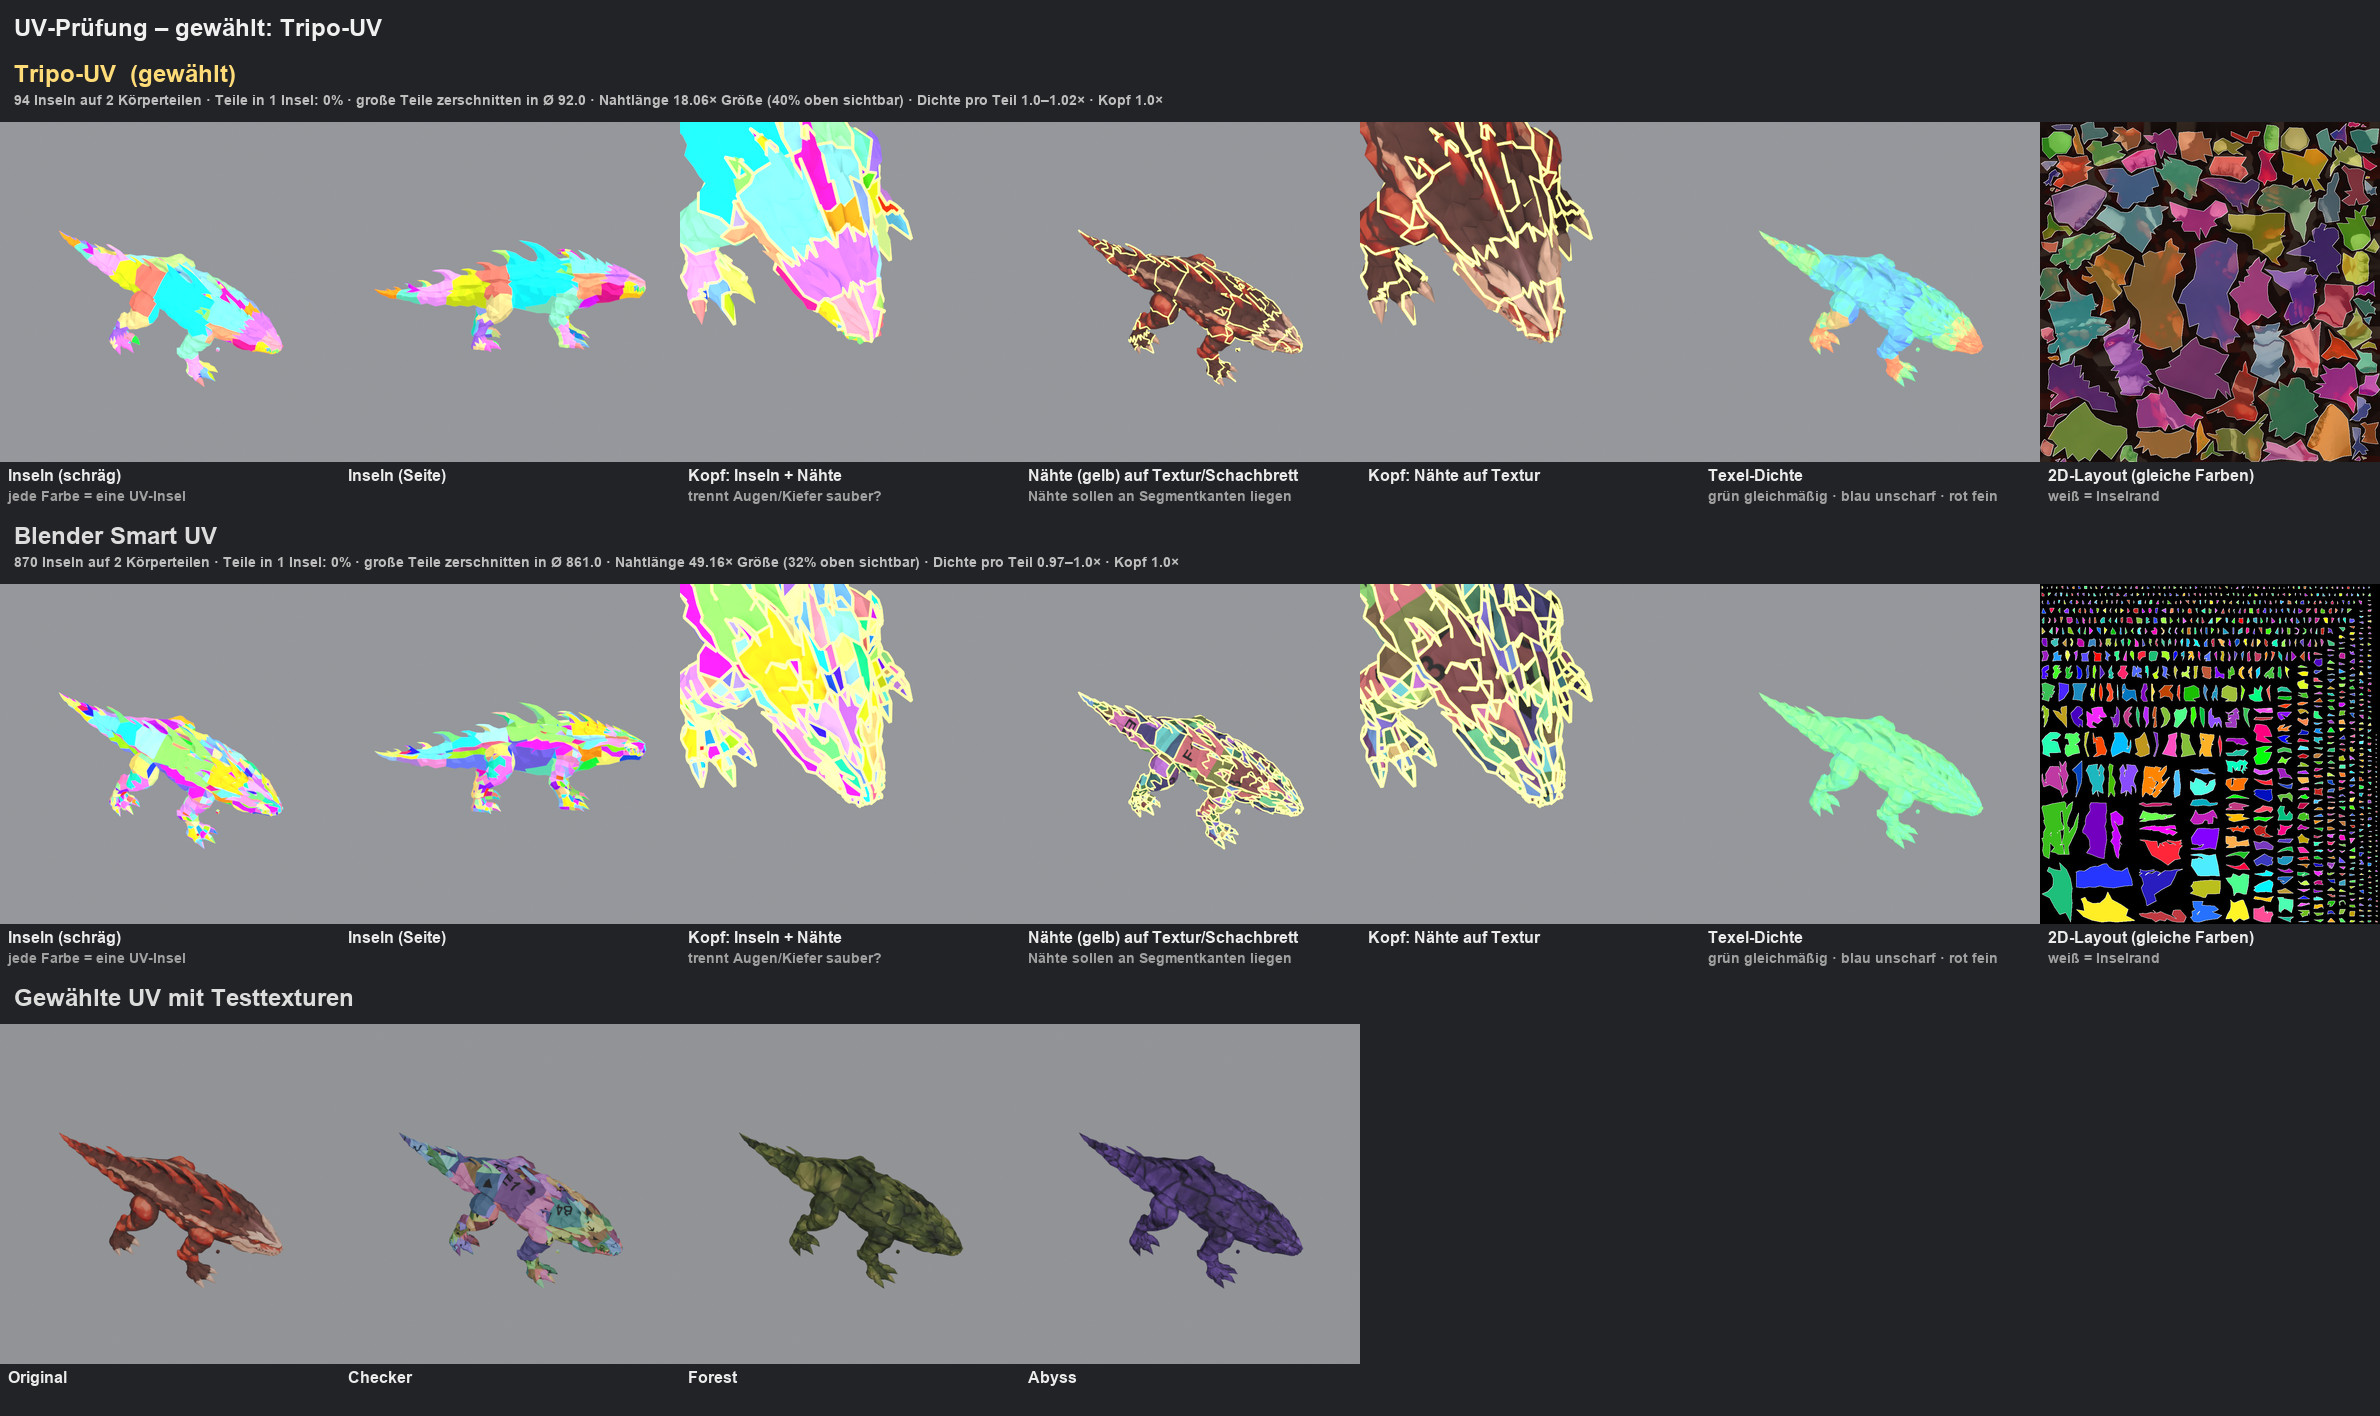 UV-Prüfung – gewählt: Tripo-UV
Tripo-UV (gewählt)
94 Inseln auf 2 Körperteilen · Teile in 1 Insel: 0% · große Teile zerschnitten in Ø 92.0 · Nahtlänge 18.06× Größe (40% oben sichtbar) · Dichte pro Teil 1.0–1.02× · Kopf 1.0×
Inseln (schräg)
jede Farbe = eine UV-Insel
Inseln (Seite)
Kopf: Inseln + Nähte
trennt Augen/Kiefer sauber?
Nähte (gelb) auf Textur/Schachbrett
Nähte sollen an Segmentkanten liegen
Kopf: Nähte auf Textur
Texel-Dichte
grün gleichmäßig · blau unscharf · rot fein
2D-Layout (gleiche Farben)
weiß = Inselrand
Blender Smart UV
870 Inseln auf 2 Körperteilen · Teile in 1 Insel: 0% · große Teile zerschnitten in Ø 861.0 · Nahtlänge 49.16× Größe (32% oben sichtbar) · Dichte pro Teil 0.97–1.0× · Kopf 1.0×
Inseln (schräg)
jede Farbe = eine UV-Insel
Inseln (Seite)
Kopf: Inseln + Nähte
trennt Augen/Kiefer sauber?
Nähte (gelb) auf Textur/Schachbrett
Nähte sollen an Segmentkanten liegen
Kopf: Nähte auf Textur
Texel-Dichte
grün gleichmäßig · blau unscharf · rot fein
2D-Layout (gleiche Farben)
weiß = Inselrand
Gewählte UV mit Testtexturen
Original
Checker
Forest
Abyss